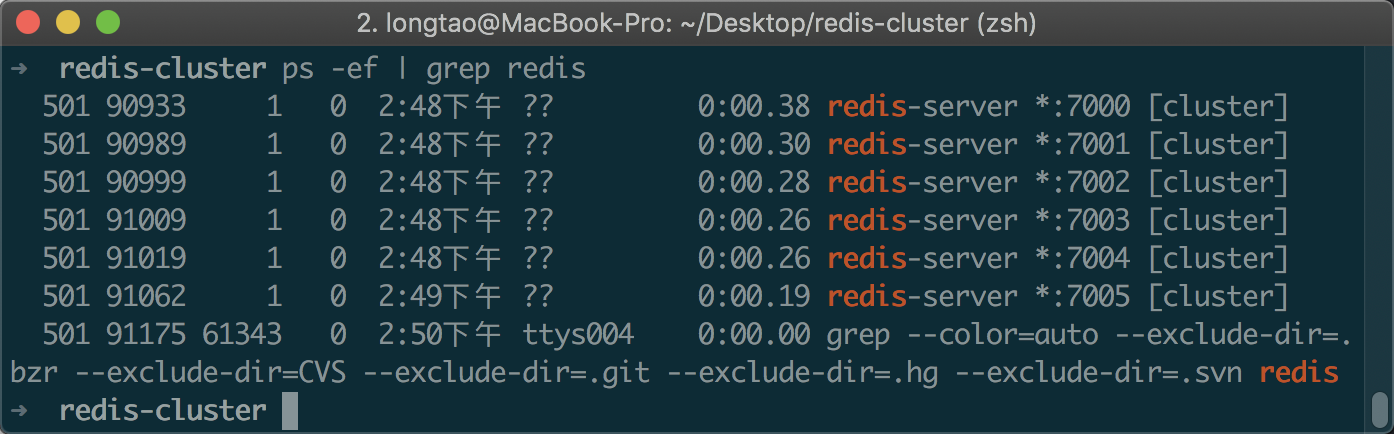 2. longtao@MacBook-Pro: ~/Desktop/redis-cluster (zsh)
→ redis-cluster ps -ef | grep redis
501 90933 1 0 2:48下午 ?? 0:00.38 redis-server *:7000 [cluster]
501 90989 1 0 2:48下午 ?? 0:00.30 redis-server *:7001 [cluster]
501 90999 1 0 2:48下午 ?? 0:00.28 redis-server *:7002 [cluster]
501 91009 1 0 2:48下午 ?? 0:00.26 redis-server *:7003 [cluster]
501 91019 1 0 2:48下午 ?? 0:00.26 redis-server *:7004 [cluster]
501 91062 1 0 2:49下午 ?? 0:00.19 redis-server *:7005 [cluster]
501 91175 61343 0 2:50下午 ttys004 0:00.00 grep --color=auto --exclude-dir=.
bzr --exclude-dir=CVS --exclude-dir=.git --exclude-dir=.hg --exclude-dir=.svn redis
→ redis-cluster